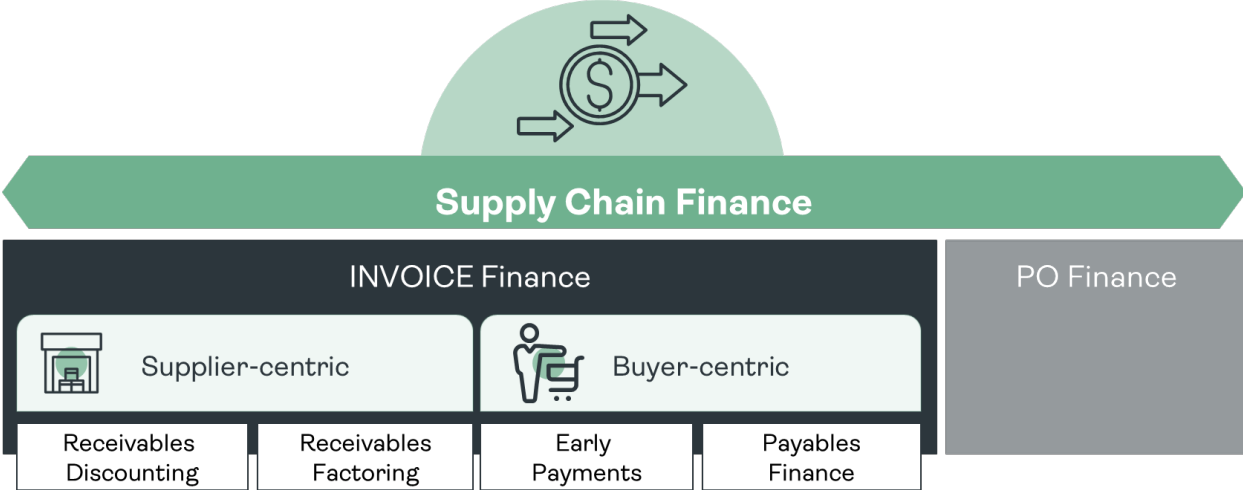 $
Supply Chain Finance
INVOICE Finance
PO Finance
Supplier-centric
Buyer-centric
Receivables
Discounting
Receivables
Factoring
Early
Payments
Payables
Finance